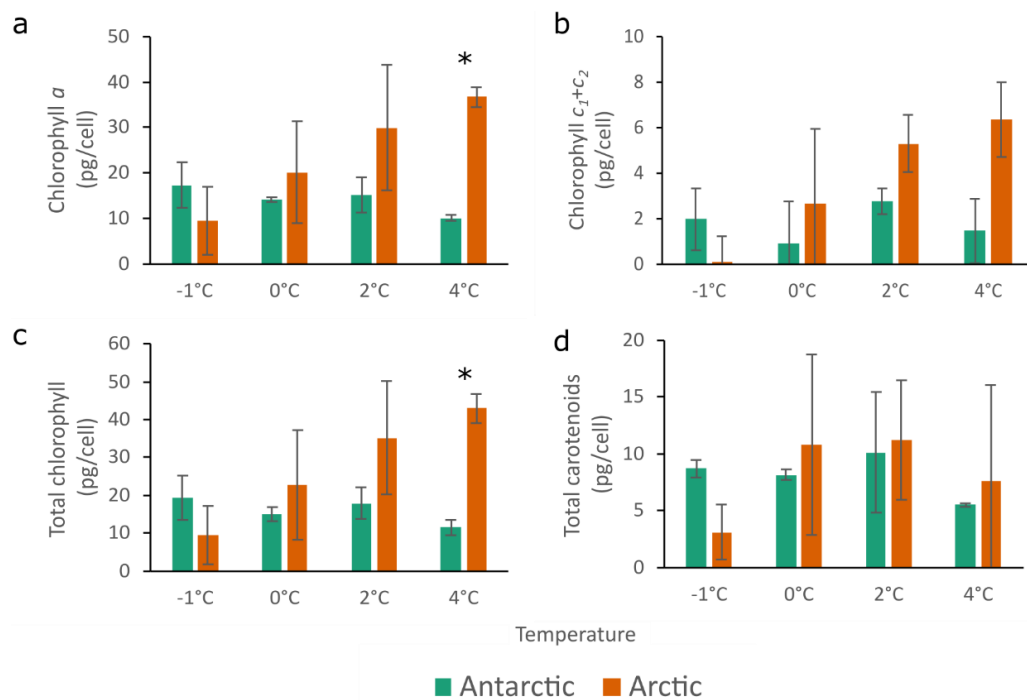 a
Chlorophyll a
(pg/cell)
50
40
30
20
10
0
*
-1°C 0°C 2°C 4°C
b
Chlorophyll c1+c2
(pg/cell)
10
8
6
4
2
0
-1°C 0°C 2°C 4°C
c
Total chlorophyll
(pg/cell)
60
50
40
30
20
10
0
*
-1°C 0°C 2°C 4°C
d
Total carotenoids
(pg/cell)
20
15
10
5
0
-1°C 0°C 2°C 4°C
Temperature
Antarctic Arctic